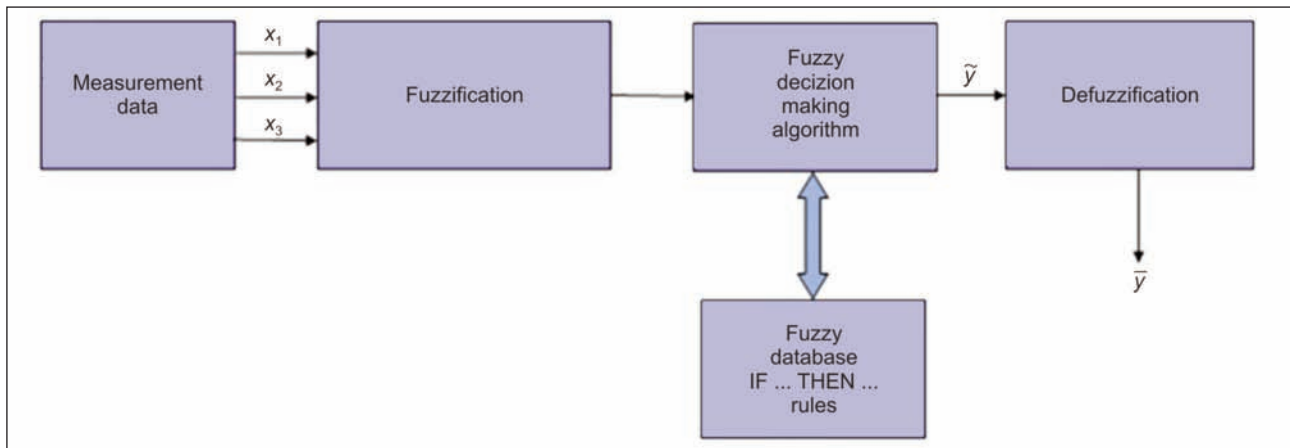 Measurement
data
x₁
x₂
x₃
Fuzzification
Fuzzy
decizion
making
algorithm
ỹ
Defuzzification
y̅
Fuzzy
database
IF ... THEN ...
rules